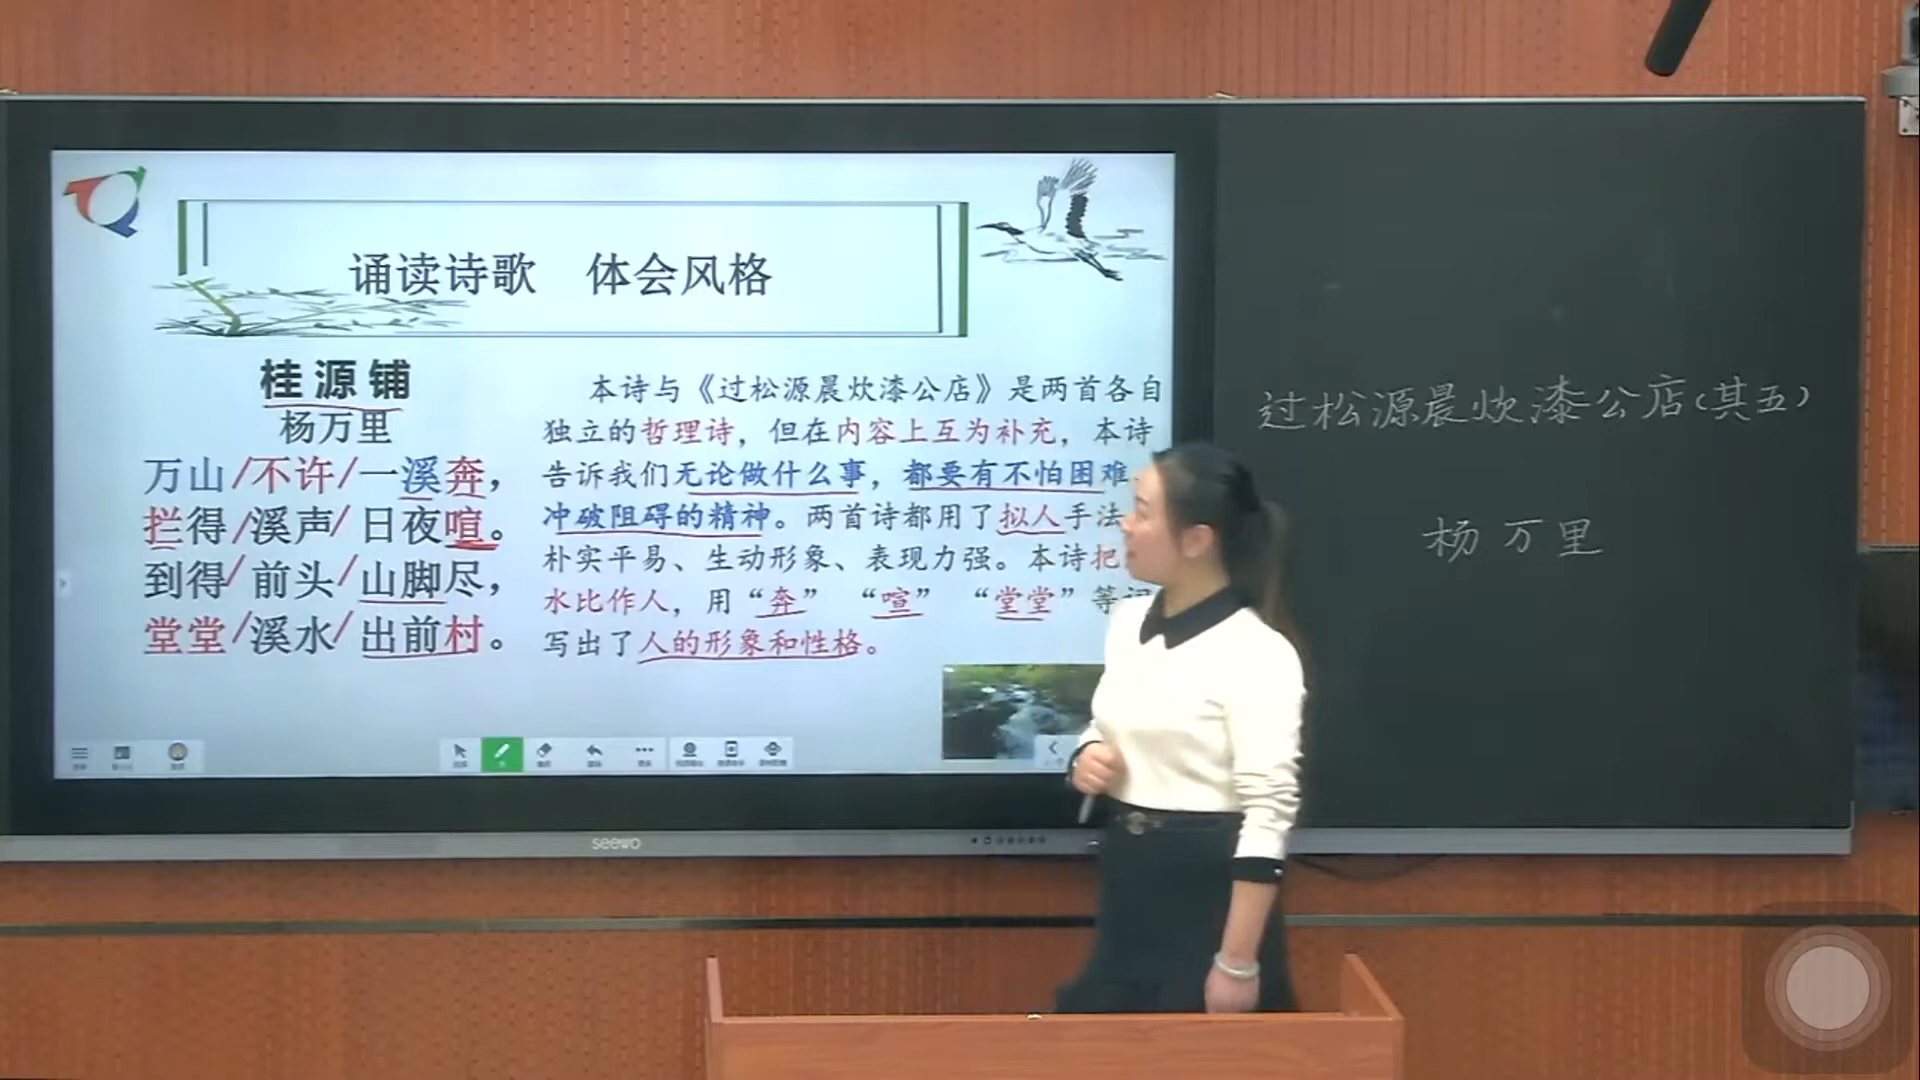 诵读诗歌 体会风格
桂源铺
杨万里
万山/不许/一溪奔，
拦得/溪声/日夜喧。
到得/前头/山脚尽，
堂堂/溪水/出前村。
本诗与《过松源晨炊漆公店》是两首各自
独立的哲理诗，但在内容上互为补充，本诗
告诉我们无论做什么事，都要有不怕困难
冲破阻碍的精神。两首诗都用了拟人手法
朴实平易、生动形象、表现力强。本诗把
水比作人，用“奔” “喧” “堂堂”等词
写出了人的形象和性格。
seewo
过松源晨炊漆公店(其五)
杨万里